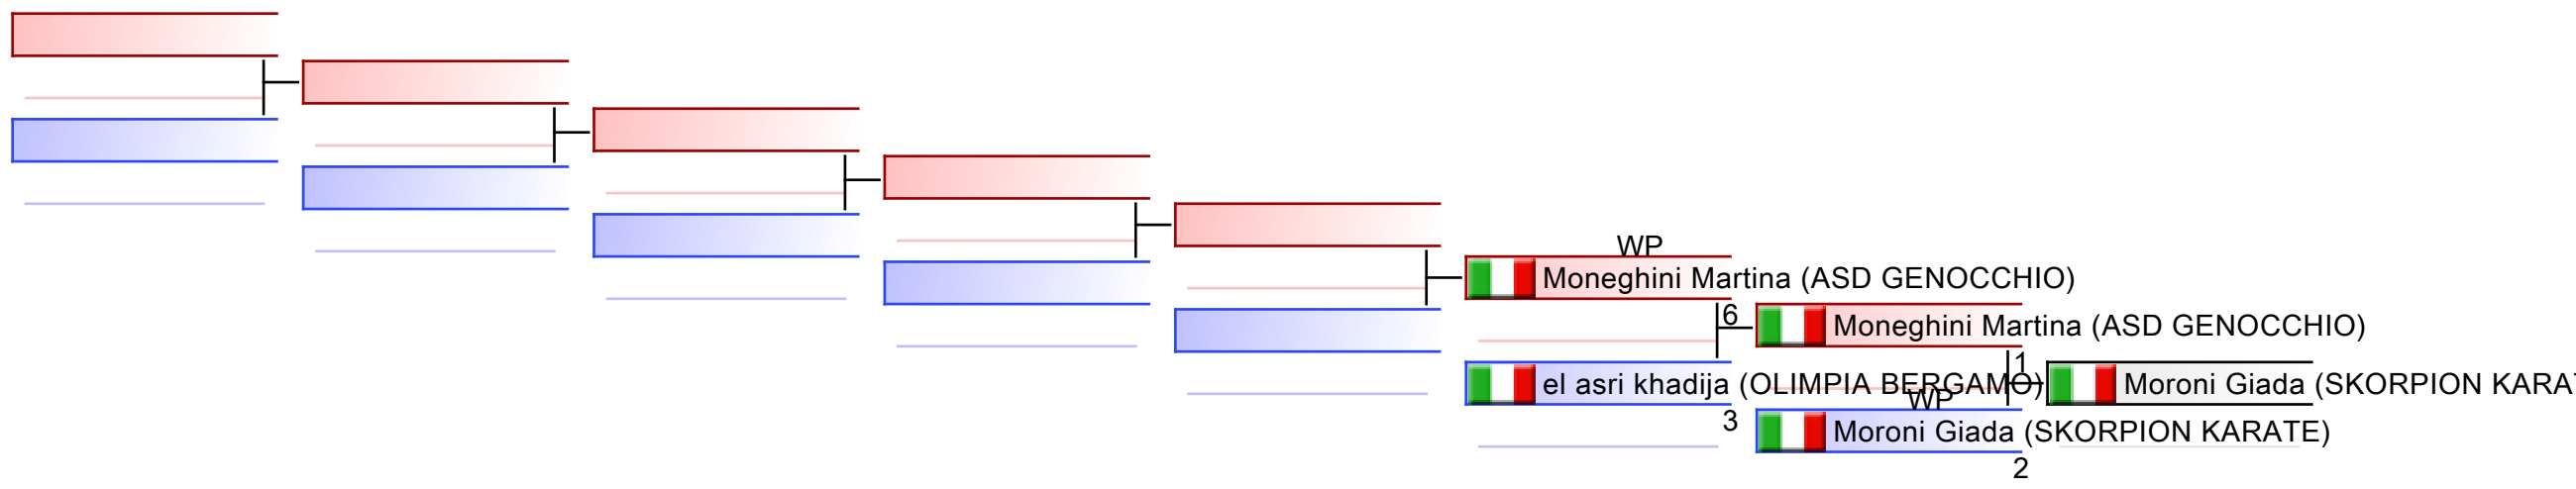 WP
Moneghini Martina (ASD GENOCCHIO)
6
Moneghini Martina (ASD GENOCCHIO)
1
el asri khadija (OLIMPIA BERGAMO)
Moroni Giada (SKORPION KARAT
WP
3
Moroni Giada (SKORPION KARATE)
2